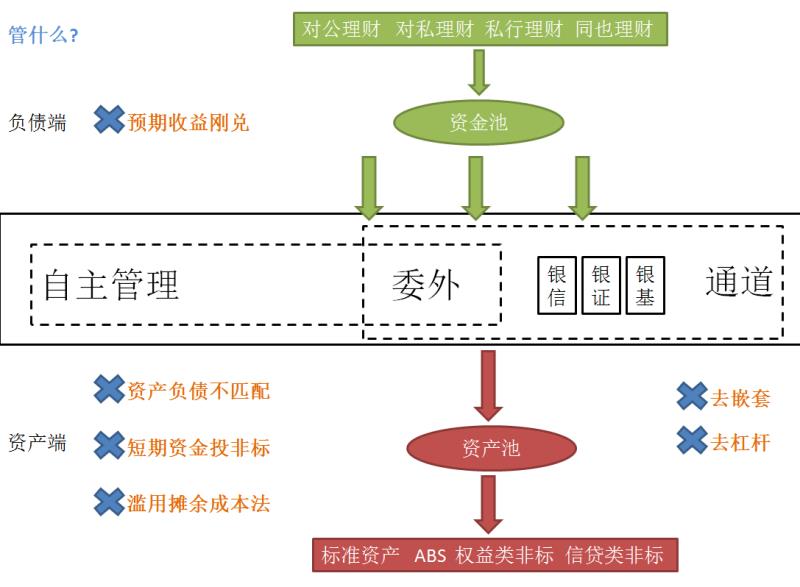 管什么?
对公理财 对私理财 私行理财 同也理财
负债端
预期收益刚兑
资金池
自主管理
委外
银信
银证
银基
通道
资产负债不匹配
去嵌套
资产端
短期资金投非标
资产池
去杠杆
滥用摊余成本法
标准资产 ABS 权益类非标 信贷类非标